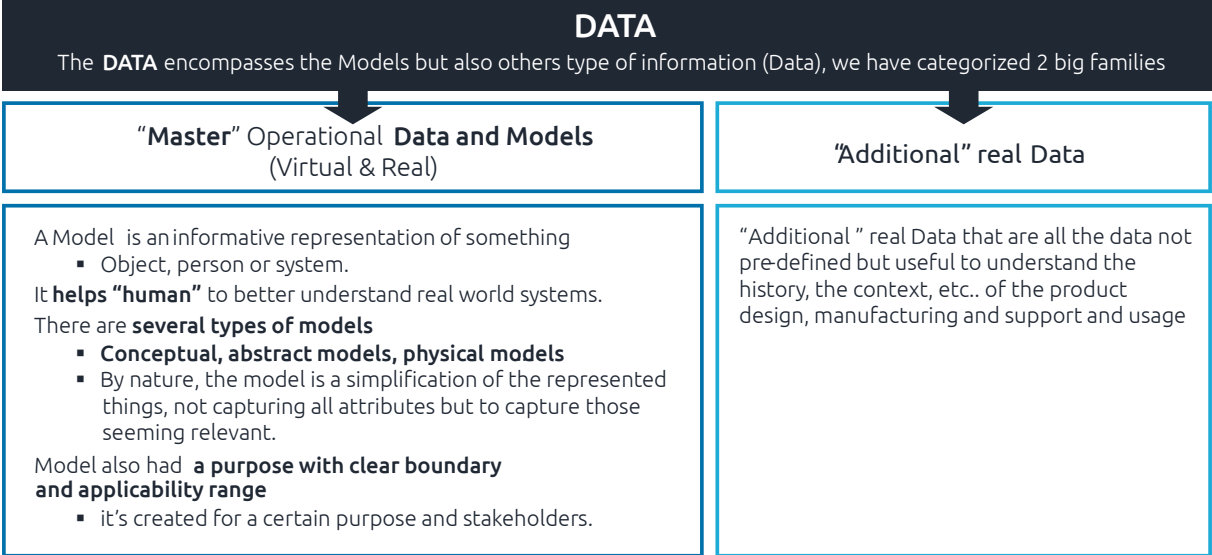 DATA
The DATA encompasses the Models but also others type of information (Data), we have categorized 2 big families
“Master” Operational Data and Models
(Virtual & Real)
“Additional” real Data
A Model is an informative representation of something
▪ Object, person or system.
It helps “human” to better understand real world systems.
There are several types of models
▪ Conceptual, abstract models, physical models
▪ By nature, the model is a simplification of the represented
things, not capturing all attributes but to capture those
seeming relevant.
Model also had a purpose with clear boundary
and applicability range
▪ it’s created for a certain purpose and stakeholders.
“Additional ” real Data that are all the data not
pre-defined but useful to understand the
history, the context, etc.. of the product
design, manufacturing and support and usage